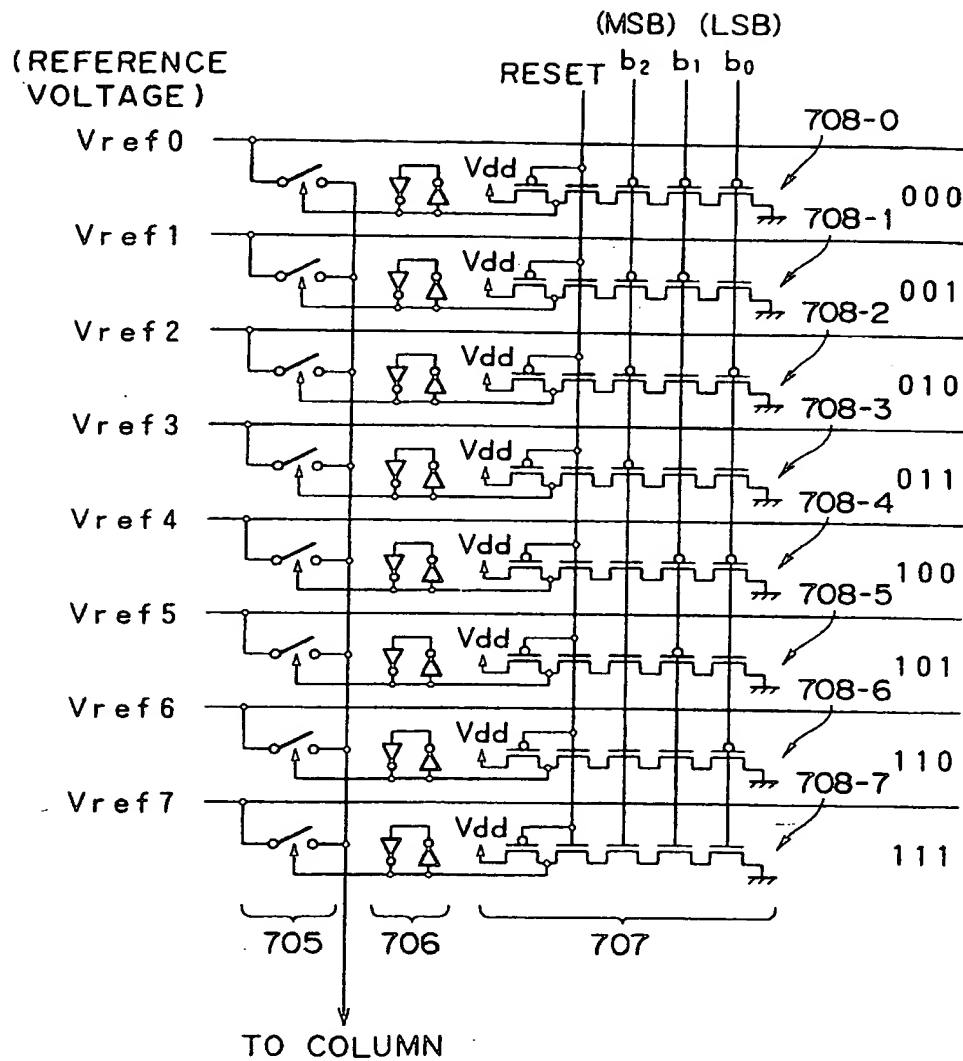 (MSB) (LSB)
(REFERENCE VOLTAGE)
RESET b2 b1 b0
Vref0
708-0
Vdd
000
Vref1
708-1
Vdd
001
Vref2
708-2
Vdd
010
Vref3
708-3
Vdd
011
Vref4
708-4
Vdd
100
Vref5
708-5
Vdd
101
Vref6
708-6
Vdd
110
Vref7
708-7
Vdd
111
705 706 707
TO COLUMN